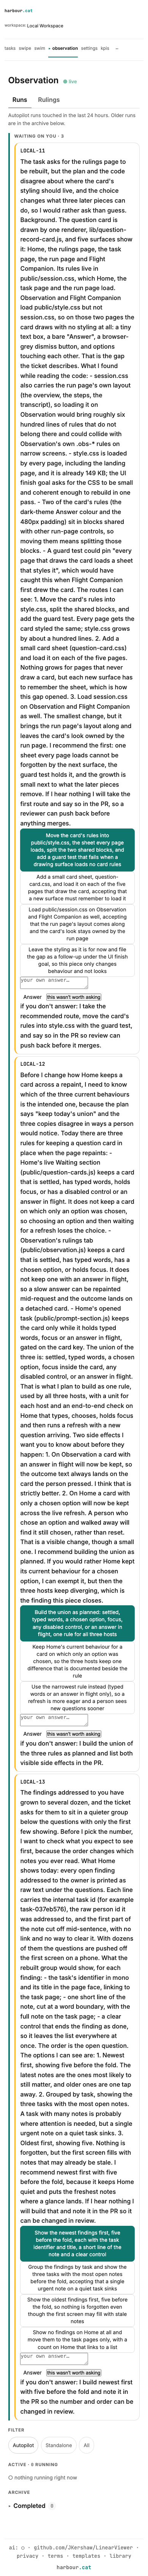 harbour.cat
workspace: Local Workspace
tasks swipe swim • observation settings kpis →
Observation live
Runs Rulings
Autopilot runs touched in the last 24 hours. Older runs
are in the archive below.
WAITING ON YOU · 3
LOCAL-11
The task asks for the rulings page to
be rebuilt, but the plan and the code
disagree about where the card's
styling should live, and the choice
changes what three later pieces can
do, so I would rather ask than guess.
Background. The question card is
drawn by one renderer, lib/question-
record-card.js, and five surfaces show
it: Home, the rulings page, the task
page, the run page and Flight
Companion. Its rules live in
public/session.css, which Home, the
task page and the run page load.
Observation and Flight Companion
load public/style.css but not
session.css, so on those two pages the
card arrives with no styling at all: a tiny
text box, a bare "Answer", a browser-
grey dismiss button, and buttons
touching each other. That is the gap
the ticket describes. What I found
while reading the code: - session.css
also carries the run page's own layout
(the overview, the steps, the
transcript), so loading it on
Observation would bring roughly six
hundred lines of rules that do not
belong there and could collide with
Observation's own .obs-* rules on
narrow screens. - style.css is loaded
by every page, including the landing
page, and it is already 149 KB; the UI
finish goal asks for the CSS to be small
and coherent enough to rebuild in one
pass. - Two of the card's rules (the
dark-theme Answer colour and the
480px padding) sit in blocks shared
with other run-page controls, so
moving them means splitting those
blocks. - A guard test could pin "every
page that draws the card loads a sheet
that styles it", which would have
caught this when Flight Companion
first drew the card. The routes I can
see: 1. Move the card's rules into
style.css, split the shared blocks, and
add the guard test. Every page gets the
card styled the same; style.css grows
by about a hundred lines. 2. Add a
small sheet (question-card.css) and
load it on each of the five pages.
Nothing grows for pages that never
draw a card, but each new surface has
to remember the sheet, which is how
this gap opened. 3. Load session.css
on Observation and Flight Companion
as well. The smallest change, but it
brings the run page's layout along and
leaves the card's look owned by the
run page. I recommend the first: one
sheet every page loads cannot be
forgotten by the next surface, the
guard test holds it, and the growth is
small next to what later pieces
remove. If I hear nothing I will take the
first route and say so in the PR, so a
reviewer can push back before
anything merges.
Move the card's rules into
public/style.css, the sheet every page
loads, split the two shared blocks, and
add a guard test that fails when a
drawing surface loads no card rules
Add a small card sheet, question-
card.css, and load it on each of the five
pages that draw the card, accepting that
a new surface must remember to load it
Load public/session.css on Observation
and Flight Companion as well, accepting
that the run page's layout comes along
and the card's look stays owned by the
run page
Leave the styling as it is for now and file
the gap as a follow-up under the UI finish
goal, so this piece only changes
behaviour and not looks
your own answer…
Answer this wasn't worth asking
if you don't answer: I take the
recommended route, move the card's
rules into style.css with the guard test,
and say so in the PR so review can
push back before it merges.
LOCAL-12
Before I change how Home keeps a
card across a repaint, I need to know
which of the three current behaviours
is the intended one, because the plan
says "keep today's union" and the
three copies disagree in ways a person
would notice. Today there are three
rules for keeping a question card in
place when the page repaints: -
Home's live Waiting section
(public/question-cards.js) keeps a card
that is settled, has typed words, holds
focus, or has a disabled control or an
answer in flight. It does not keep a card
on which only an option was chosen,
so choosing an option and then waiting
for a refresh loses the choice. -
Observation's rulings tab
(public/observation.js) keeps a card
that is settled, has typed words, has a
chosen option, or holds focus. It does
not keep one with an answer in flight,
so a slow answer can be repainted
mid-request and the outcome lands on
a detached card. - Home's opened
task (public/prompt-section.js) keeps
the card only while it holds typed
words, focus or an answer in flight,
gated on the card key. The union of the
three is: settled, typed words, a chosen
option, focus inside the card, any
disabled control, or an answer in flight.
That is what I plan to build as one rule,
used by all three hosts, with a unit test
for each host and an end-to-end check
on Home that types, chooses, holds
focus and then runs a refresh with a new
question arriving. Two side effects I
want you to know about before they
happen: 1. On Observation a card with
an answer in flight will now be kept, so
the outcome text always lands on the
card the person pressed. I think that is
strictly better. 2. On Home a card with
only a chosen option will now be kept
across the live refresh. A person who
chose an option and walked away will
find it still chosen, rather than reset.
That is a visible change, though a small
one. I recommend building the union as
planned. If you would rather Home kept
its current behaviour for a chosen
option, I can exempt it, but then the
three hosts keep diverging, which is
the finding this piece closes.
Build the union as planned: settled,
typed words, a chosen option, focus,
any disabled control, or an answer in
flight, one rule for all three hosts
Keep Home's current behaviour for a
card on which only an option was
chosen, so the three hosts keep one
difference that is documented beside the
rule
Use the narrowest rule instead (typed
words or an answer in flight only), so a
refresh is more eager and a person sees
new questions sooner
your own answer…
Answer this wasn't worth asking
if you don't answer: I build the union of
the three rules as planned and list both
visible side effects in the PR.
LOCAL-13
The findings addressed to you have
grown to several dozen, and the ticket
asks for them to sit in a quieter group
below the questions with only the first
few showing. Before I pick the number,
I want to check what you expect to see
first, because the order changes which
notes you ever read. What Home
shows today: every open finding
addressed to the owner is printed as
raw text under the questions. Each line
carries the internal task id (for example
task-037eb576), the raw person id it
was addressed to, and the first part of
the note cut off mid-sentence, with no
link and no way to clear it. With dozens
of them the questions are pushed off
the first screen on a phone. What the
rebuilt group would show, for each
finding: - the task's identifier in mono
and its title in the page face, linking to
the task page; - one short line of the
note, cut at a word boundary, with the
full note on the task page; - a clear
control that ends the finding as done,
so it leaves the list everywhere at
once. The order is the open question.
The options I can see are: 1. Newest
first, showing five before the fold. The
latest notes are the ones most likely to
still matter, and older ones are one tap
away. 2. Grouped by task, showing the
three tasks with the most open notes.
A task with many notes is probably
where attention is needed, but a single
urgent note on a quiet task sinks. 3.
Oldest first, showing five. Nothing is
forgotten, but the first screen fills with
notes that may already be stale. I
recommend newest first with five
before the fold, because it keeps Home
quiet and puts the freshest notes
where a glance lands. If I hear nothing I
will build that and note it in the PR so it
can be changed in review.
Show the newest findings first, five
before the fold, each with the task
identifier and title, a short line of the
note and a clear control
Group the findings by task and show the
three tasks with the most open notes
before the fold, accepting that a single
urgent note on a quiet task sinks
Show the oldest findings first, five before
the fold, so nothing is forgotten even
though the first screen may fill with stale
notes
Show no findings on Home at all and
move them to the task pages only, with a
count on Home that links to a list
your own answer…
Answer this wasn't worth asking
if you don't answer: I build newest first
with five before the fold and note it in
the PR so the number and order can be
changed in review.
FILTER
Autopilot Standalone All
ACTIVE · 0 RUNNING
nothing running right now
ARCHIVE
Completed 0
github.com/JKershaw/LinearViewer ·
privacy · terms · templates · library
harbour.cat